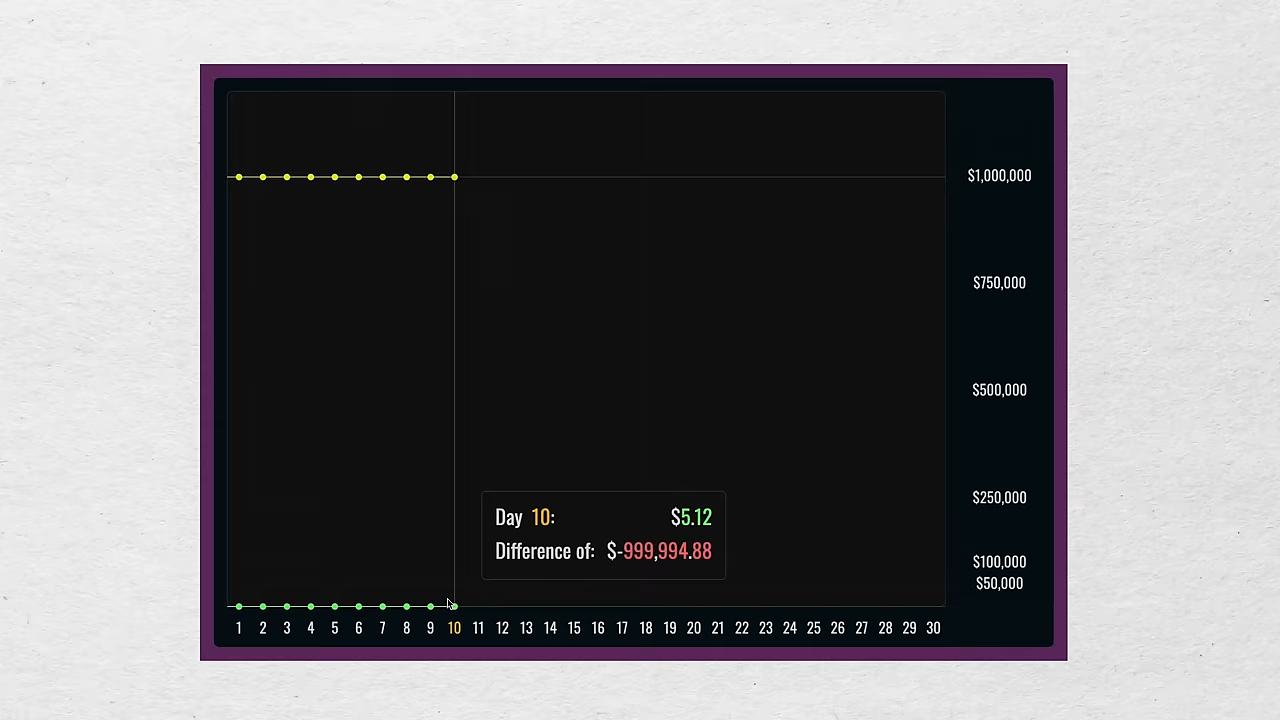 $1,000,000
$750,000
$500,000
$250,000
Day 10: $5.12
Difference of: $-999,994.88
$100,000
$50,000
1 2 3 4 5 6 7 8 9 10 11 12 13 14 15 16 17 18 19 20 21 22 23 24 25 26 27 28 29 30